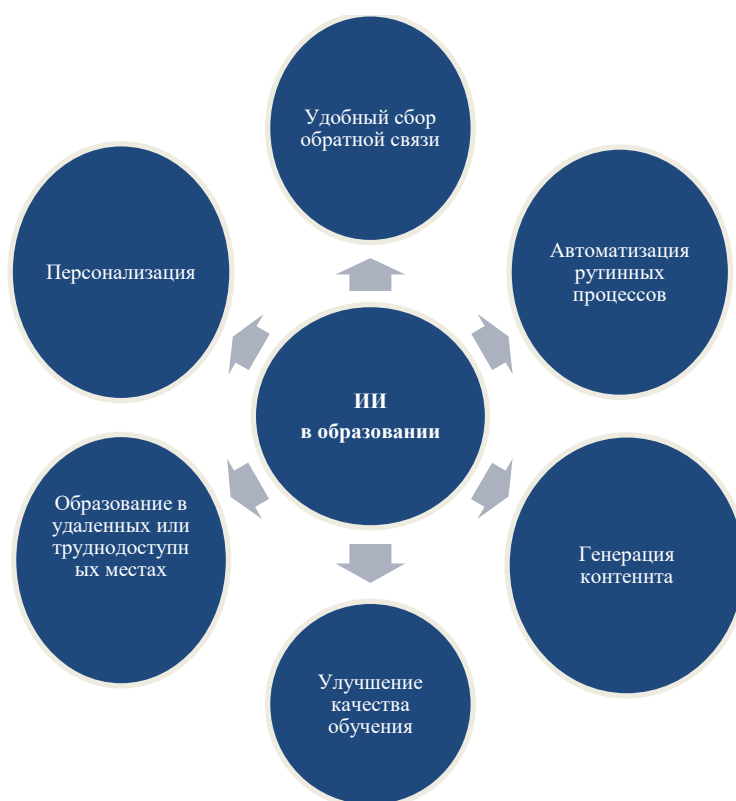 Удобный сбор
обратной связи
Персонализация
Автоматизация
рутинных
процессов
ИИ
в образовании
Образование в
удаленных или
труднодоступн
ых местах
Генерация
контеннта
Улучшение
качества
обучения